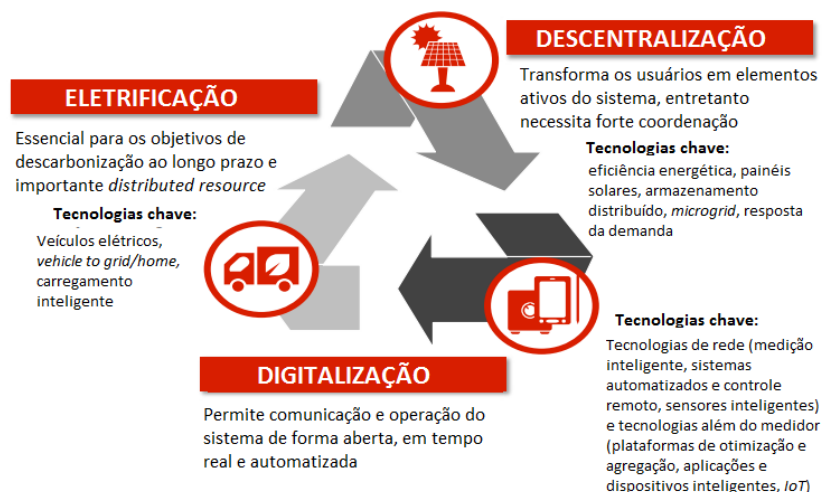 ELETRIFICAÇÃO
Essencial para os objetivos de
descarbonização ao longo prazo e
importante distributed resource
Tecnologias chave:
Veículos elétricos,
vehicle to grid/home,
carregamento
inteligente
DESCENTRALIZAÇÃO
Transforma os usuários em elementos
ativos do sistema, entretanto
necessita forte coordenação
Tecnologias chave:
eficiência energética, painéis
solares, armazenamento
distribuído, microgrid, resposta
da demanda
DIGITALIZAÇÃO
Permite comunicação e operação do
sistema de forma aberta, em tempo
real e automatizada
Tecnologias chave:
Tecnologias de rede (medição
inteligente, sistemas
automatizados e controle
remoto, sensores inteligentes)
e tecnologias além do medidor
(plataformas de otimização e
agregação, aplicações e
dispositivos inteligentes, IoT)